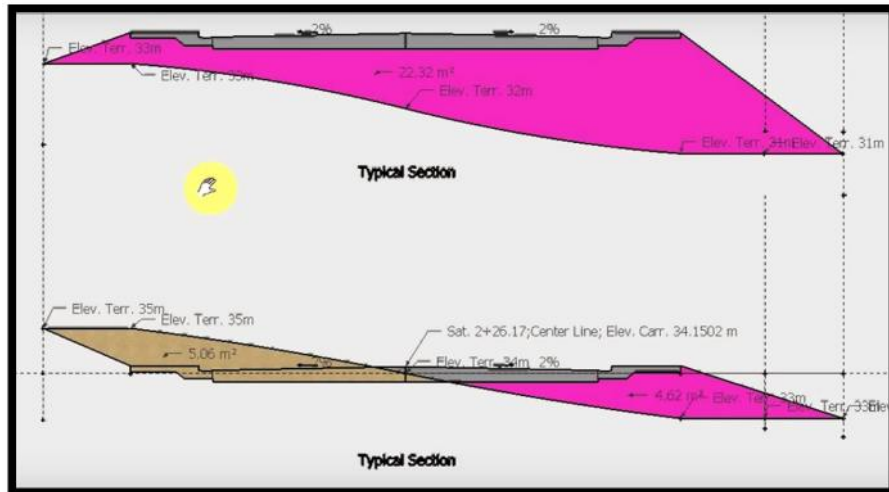 2% 2%
Elev. Terr. 33m
Elev. Terr. 33m
22.32 m²
Elev. Terr. 32m
Elev. Terr. 31m Elev. Terr. 31m
Typical Section
Elev. Terr. 35m
Elev. Terr. 35m
Sat. 2+26.17;Center Line; Elev. Carr. 34.1502 m
5.06 m²
2% Elev. Terr. 34m 2%
4.62 m² Elev. Terr. 33m
Elev. Terr. 33m
Typical Section